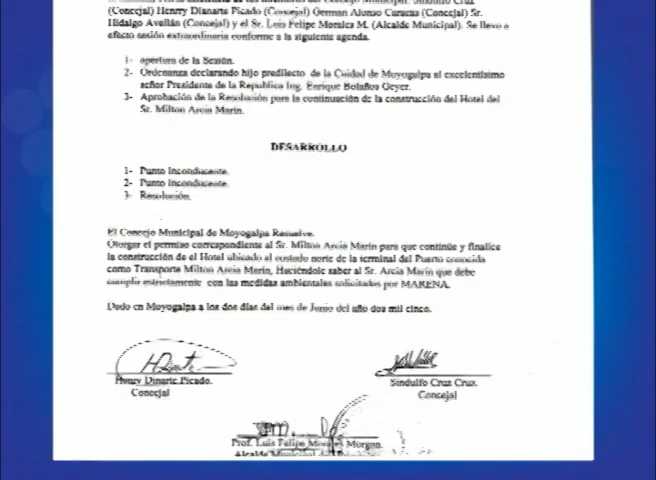 (Concejal) Henrry Dinarte Picado (Concejal) German Alonso Caracas (Concejal) Sr.
Hidalgo Avellán (Concejal) y el Sr. Luis Felipe Morales M. (Alcalde Municipal). Se llevo a
efecto sesión extraordinaria conforme a la siguiente agenda.
1- apertura de la Sesión.
2- Ordenanza declarando hijo predilecto de la Cuidad de Moyogalpa al excelentísimo
señor Presidente de la Republica Ing. Enrique Bolaños Geyer.
3- Aprobación de la Resolución para la continuación de la construcción del Hotel del
Sr. Milton Arcia Marín.
DESARROLLO
1- Punto Inconducente.
2- Punto Inconducente.
3- Resolución.
El Concejo Municipal de Moyogalpa Resuelve.
Otorgar el permiso correspondiente al Sr. Milton Arcia Marín para que continúe y finalice
la construcción de el Hotel ubicado al costado norte de la terminal del Puerto conocida
como Transporte Milton Arcia Marín, Haciéndole saber al Sr. Arcia Marín que debe
cumplir estrictamente con las medidas ambientales solicitadas por MARENA.
Dado en Moyogalpa a los dos días del mes de Junio del año dos mil cinco.
Henry Dinarte Picado. Sindulfo Cruz Cruz.
Concejal Concejal
Prof. Luis Felipe Morales Morgan.
Alcalde Municipal